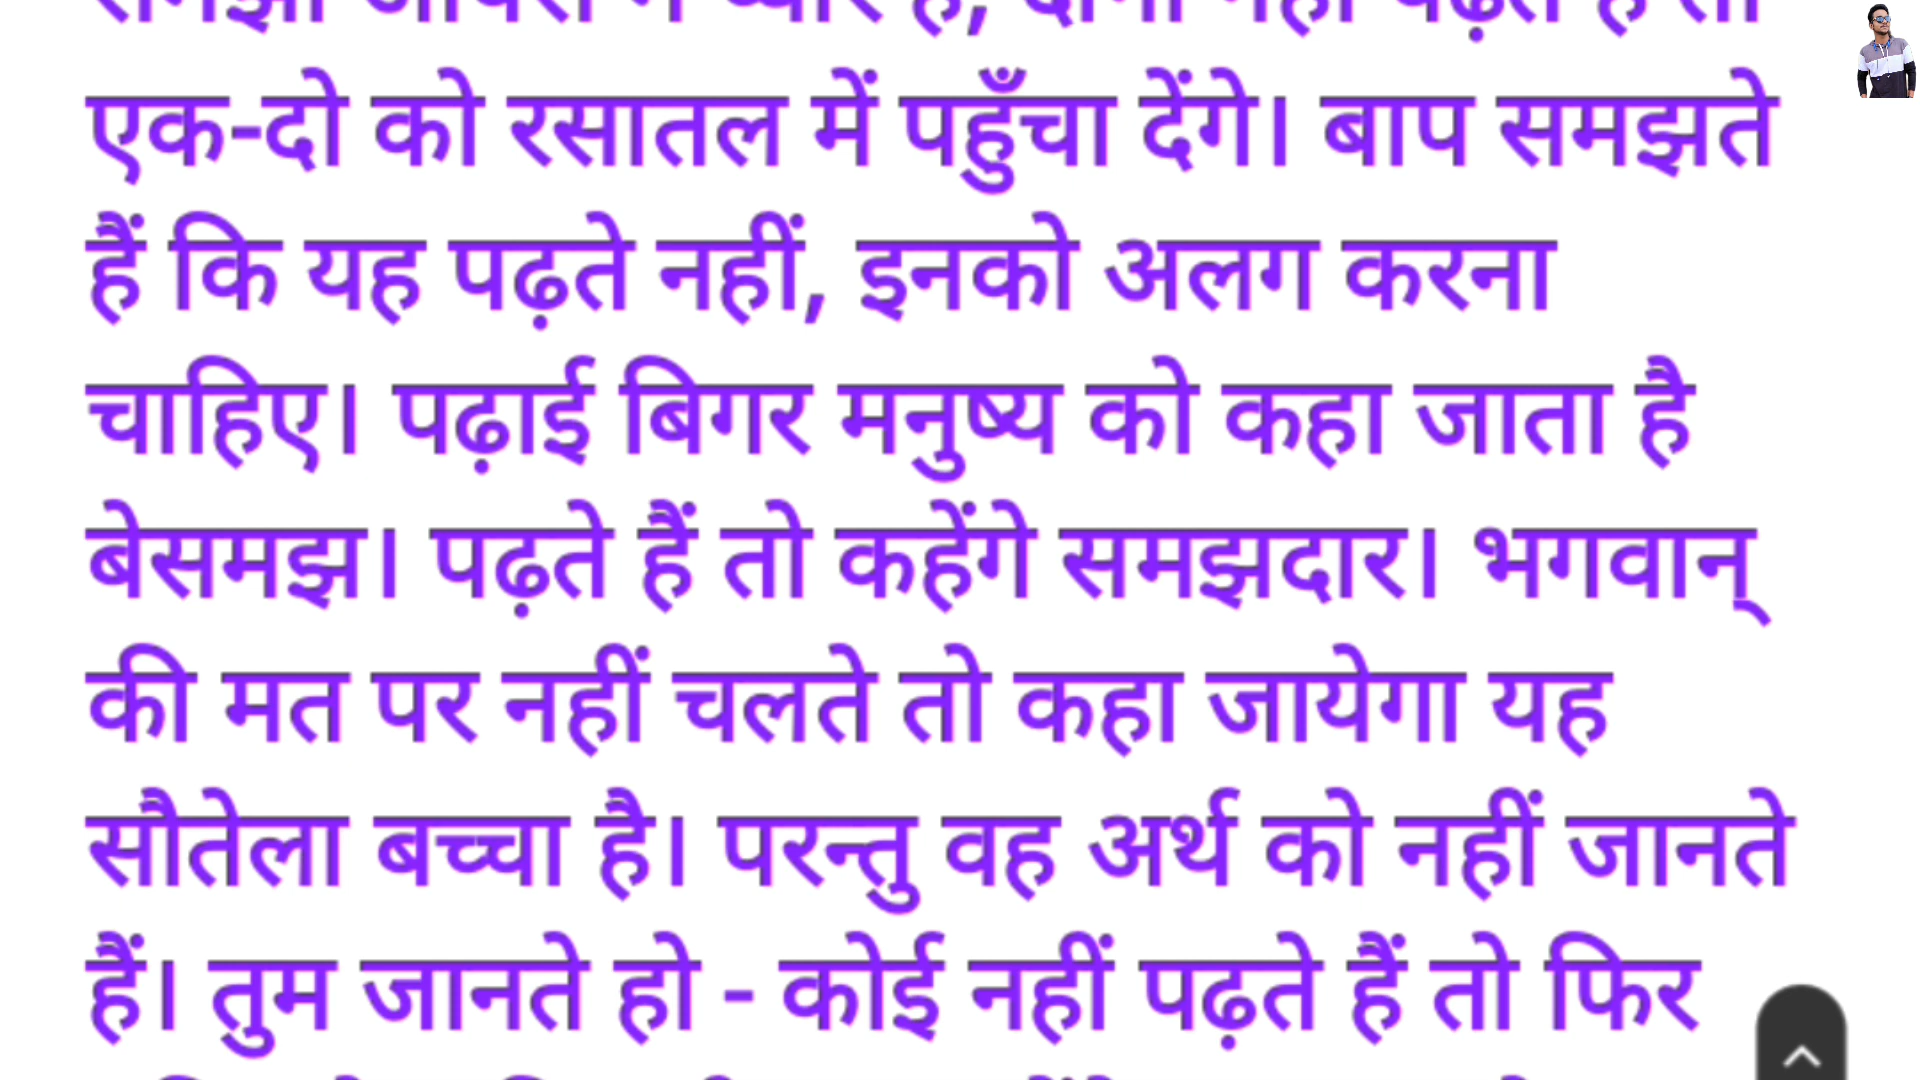 एक-दो को रसातल में पहुँचा देंगे। बाप समझते
हैं कि यह पढ़ते नहीं, इनको अलग करना
चाहिए। पढ़ाई बिगर मनुष्य को कहा जाता है
बेसमझ। पढ़ते हैं तो कहेंगे समझदार। भगवान्
की मत पर नहीं चलते तो कहा जायेगा यह
सौतेला बच्चा है। परन्तु वह अर्थ को नहीं जानते
हैं। तुम जानते हो - कोई नहीं पढ़ते हैं तो फिर